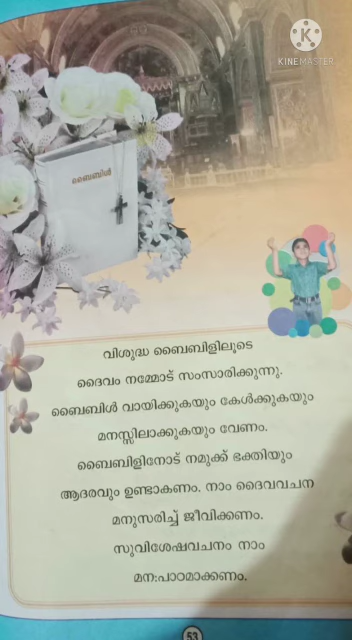 KINEMASTER
ബൈബിൾ
വിശുദ്ധ ബൈബിളിലൂടെ
ദൈവം നമ്മോട് സംസാരിക്കുന്നു.
ബൈബിൾ വായിക്കുകയും കേൾക്കുകയും
മനസ്സിലാക്കുകയും വേണം.
ബൈബിളിനോട് നമുക്ക് ഭക്തിയും
ആദരവും ഉണ്ടാകണം. നാം ദൈവവചന
മനുസരിച്ച് ജീവിക്കണം.
സുവിശേഷവചനം നാം
മന:പാഠമാക്കണം.
53